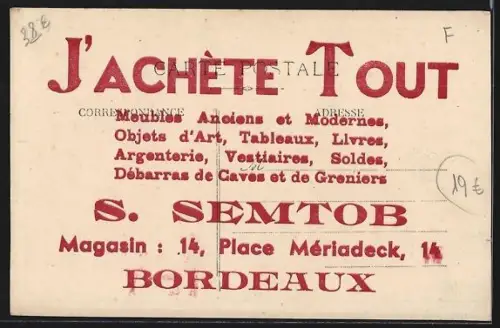 38 €
F
J'ACHÈTE TOUT
CARTE POSTALE
CORRESPONDANCE
ADRESSE
Meubles Anciens et Modernes,
Objets d'Art, Tableaux, Livres,
Argenterie, Vestiaires, Soldes,
Débarras de Caves et de Greniers
M
19 €
S. SEMTOB
Magasin : 14, Place Mériadeck, 14
BORDEAUX